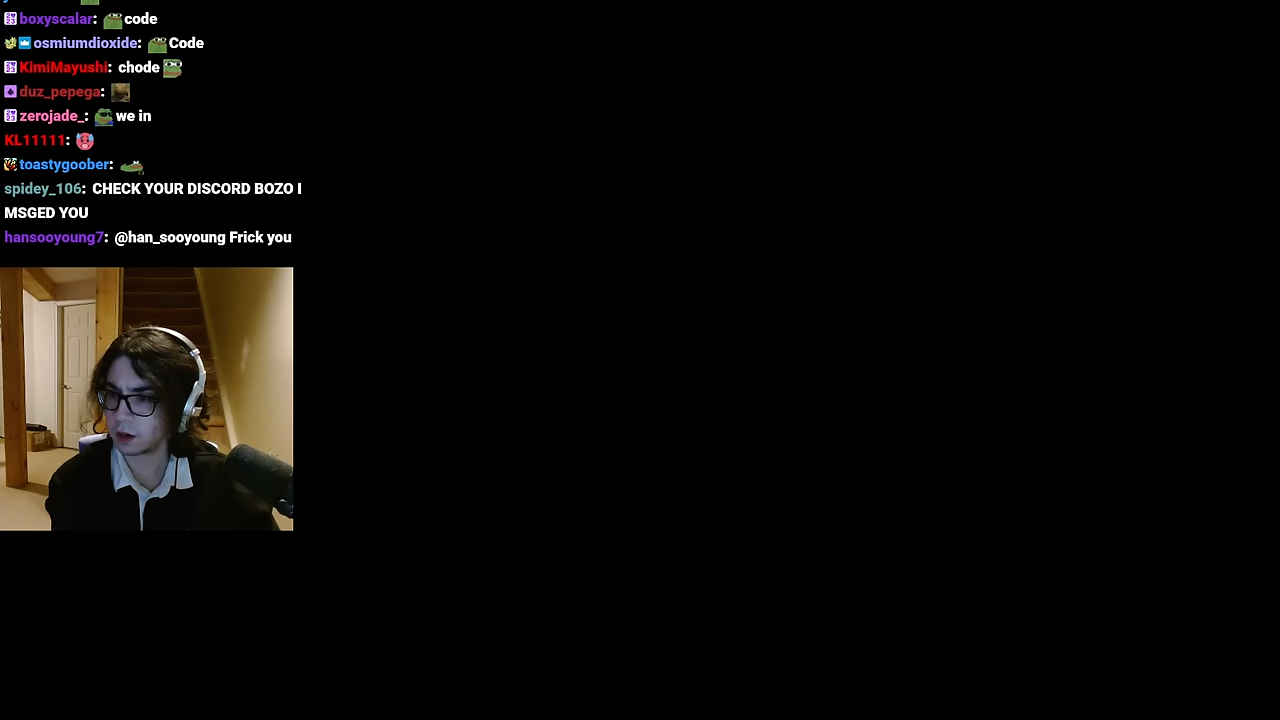 boxyscalar: code
osmiumdioxide: Code
KimiMayushi: chode
duz_pepega:
zerojade_: we in
KL11111:
toastygoober:
spidey_106: CHECK YOUR DISCORD BOZO I
MSGED YOU
hansooyoung7: @han_sooyoung Frick you